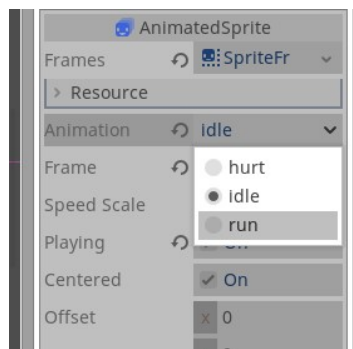 AnimatedSprite
Frames SpriteFr
Resource
Animation idle
Frame hurt
idle
Speed Scale
run
Playing
Centered On
Offset x 0